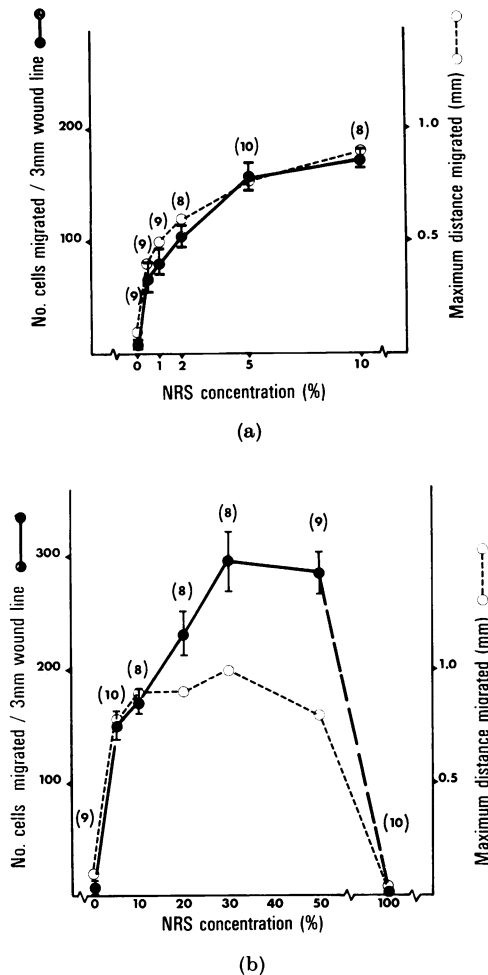 No. cells migrated / 3mm wound line
Maximum distance migrated (mm)
200
100
1.0
0.5
(9)
(9)
(9)
(8)
(10)
(8)
0 1 2 5 10
NRS concentration (%)
(a)
No. cells migrated / 3mm wound line
Maximum distance migrated (mm)
300
200
100
1.0
0.5
(9)
(10)
(8)
(8)
(8)
(9)
(10)
0 10 20 30 40 50 100
NRS concentration (%)
(b)